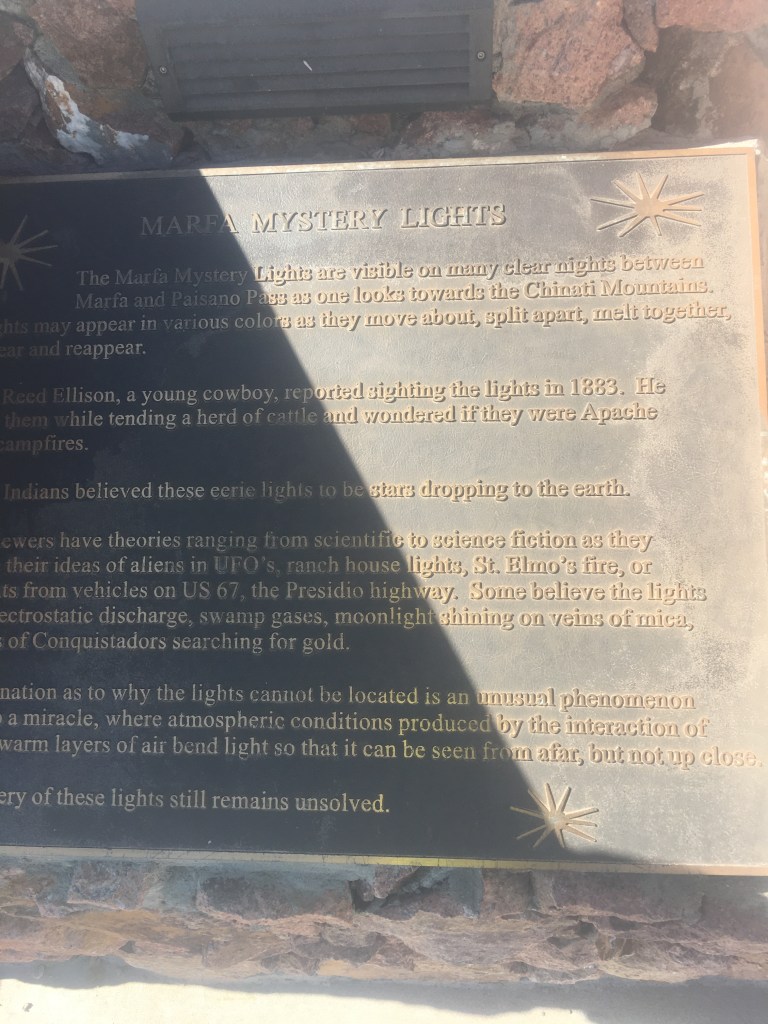 MARFA MYSTERY LIGHTS
The Marfa Mystery Lights are visible on many clear nights between
Marfa and Paisano Pass as one looks towards the Chinati Mountains.
may appear in various colors as they move about, split apart, melt together,
and reappear.
Reed Ellison, a young cowboy, reported sighting the lights in 1883. He
them while tending a herd of cattle and wondered if they were Apache
campfires.
Indians believed these eerie lights to be stars dropping to the earth.
have theories ranging from scientific to science fiction as they
their ideas of aliens in UFO's, ranch house lights, St. Elmo's fire, or
from vehicles on US 67, the Presidio highway. Some believe the lights
discharge, swamp gases, moonlight shining on veins of mica,
of Conquistadors searching for gold.
as to why the lights cannot be located is an unusual phenomenon
a miracle, where atmospheric conditions produced by the interaction of
warm layers of air bend light so that it can be seen from afar, but not up close.
of these lights still remains unsolved.